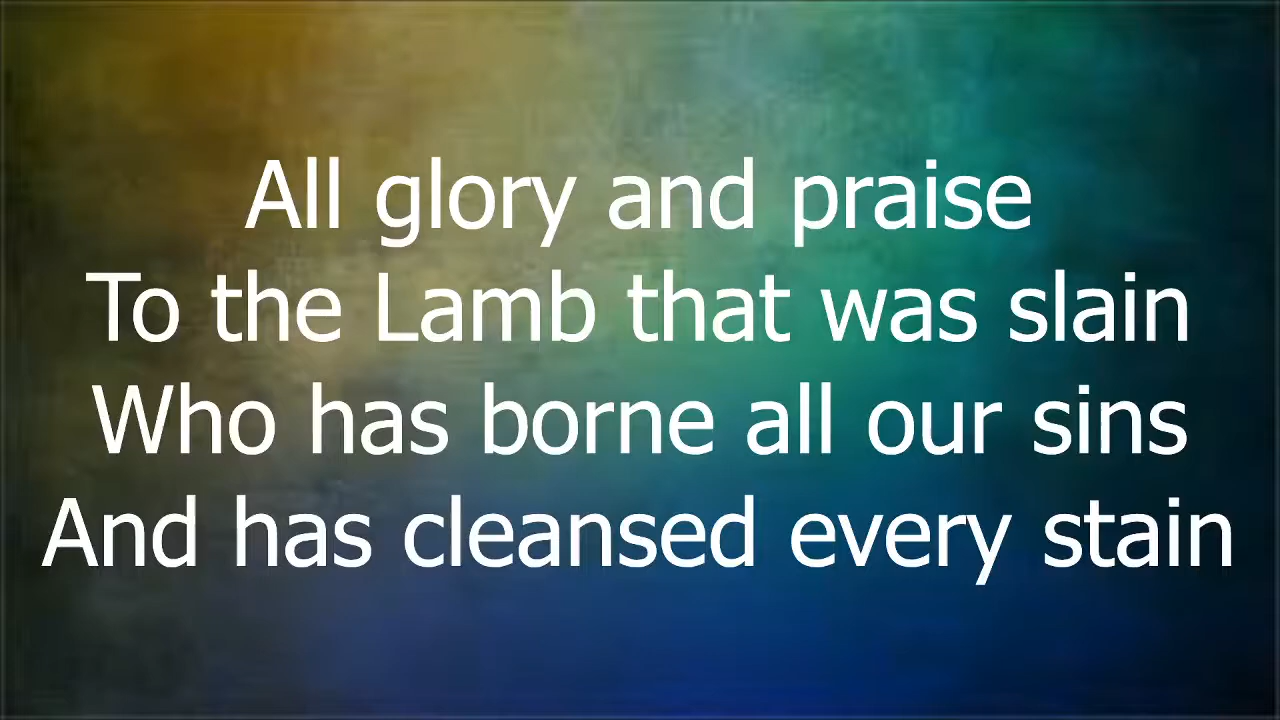 All glory and praise
To the Lamb that was slain
Who has borne all our sins
And has cleansed every stain